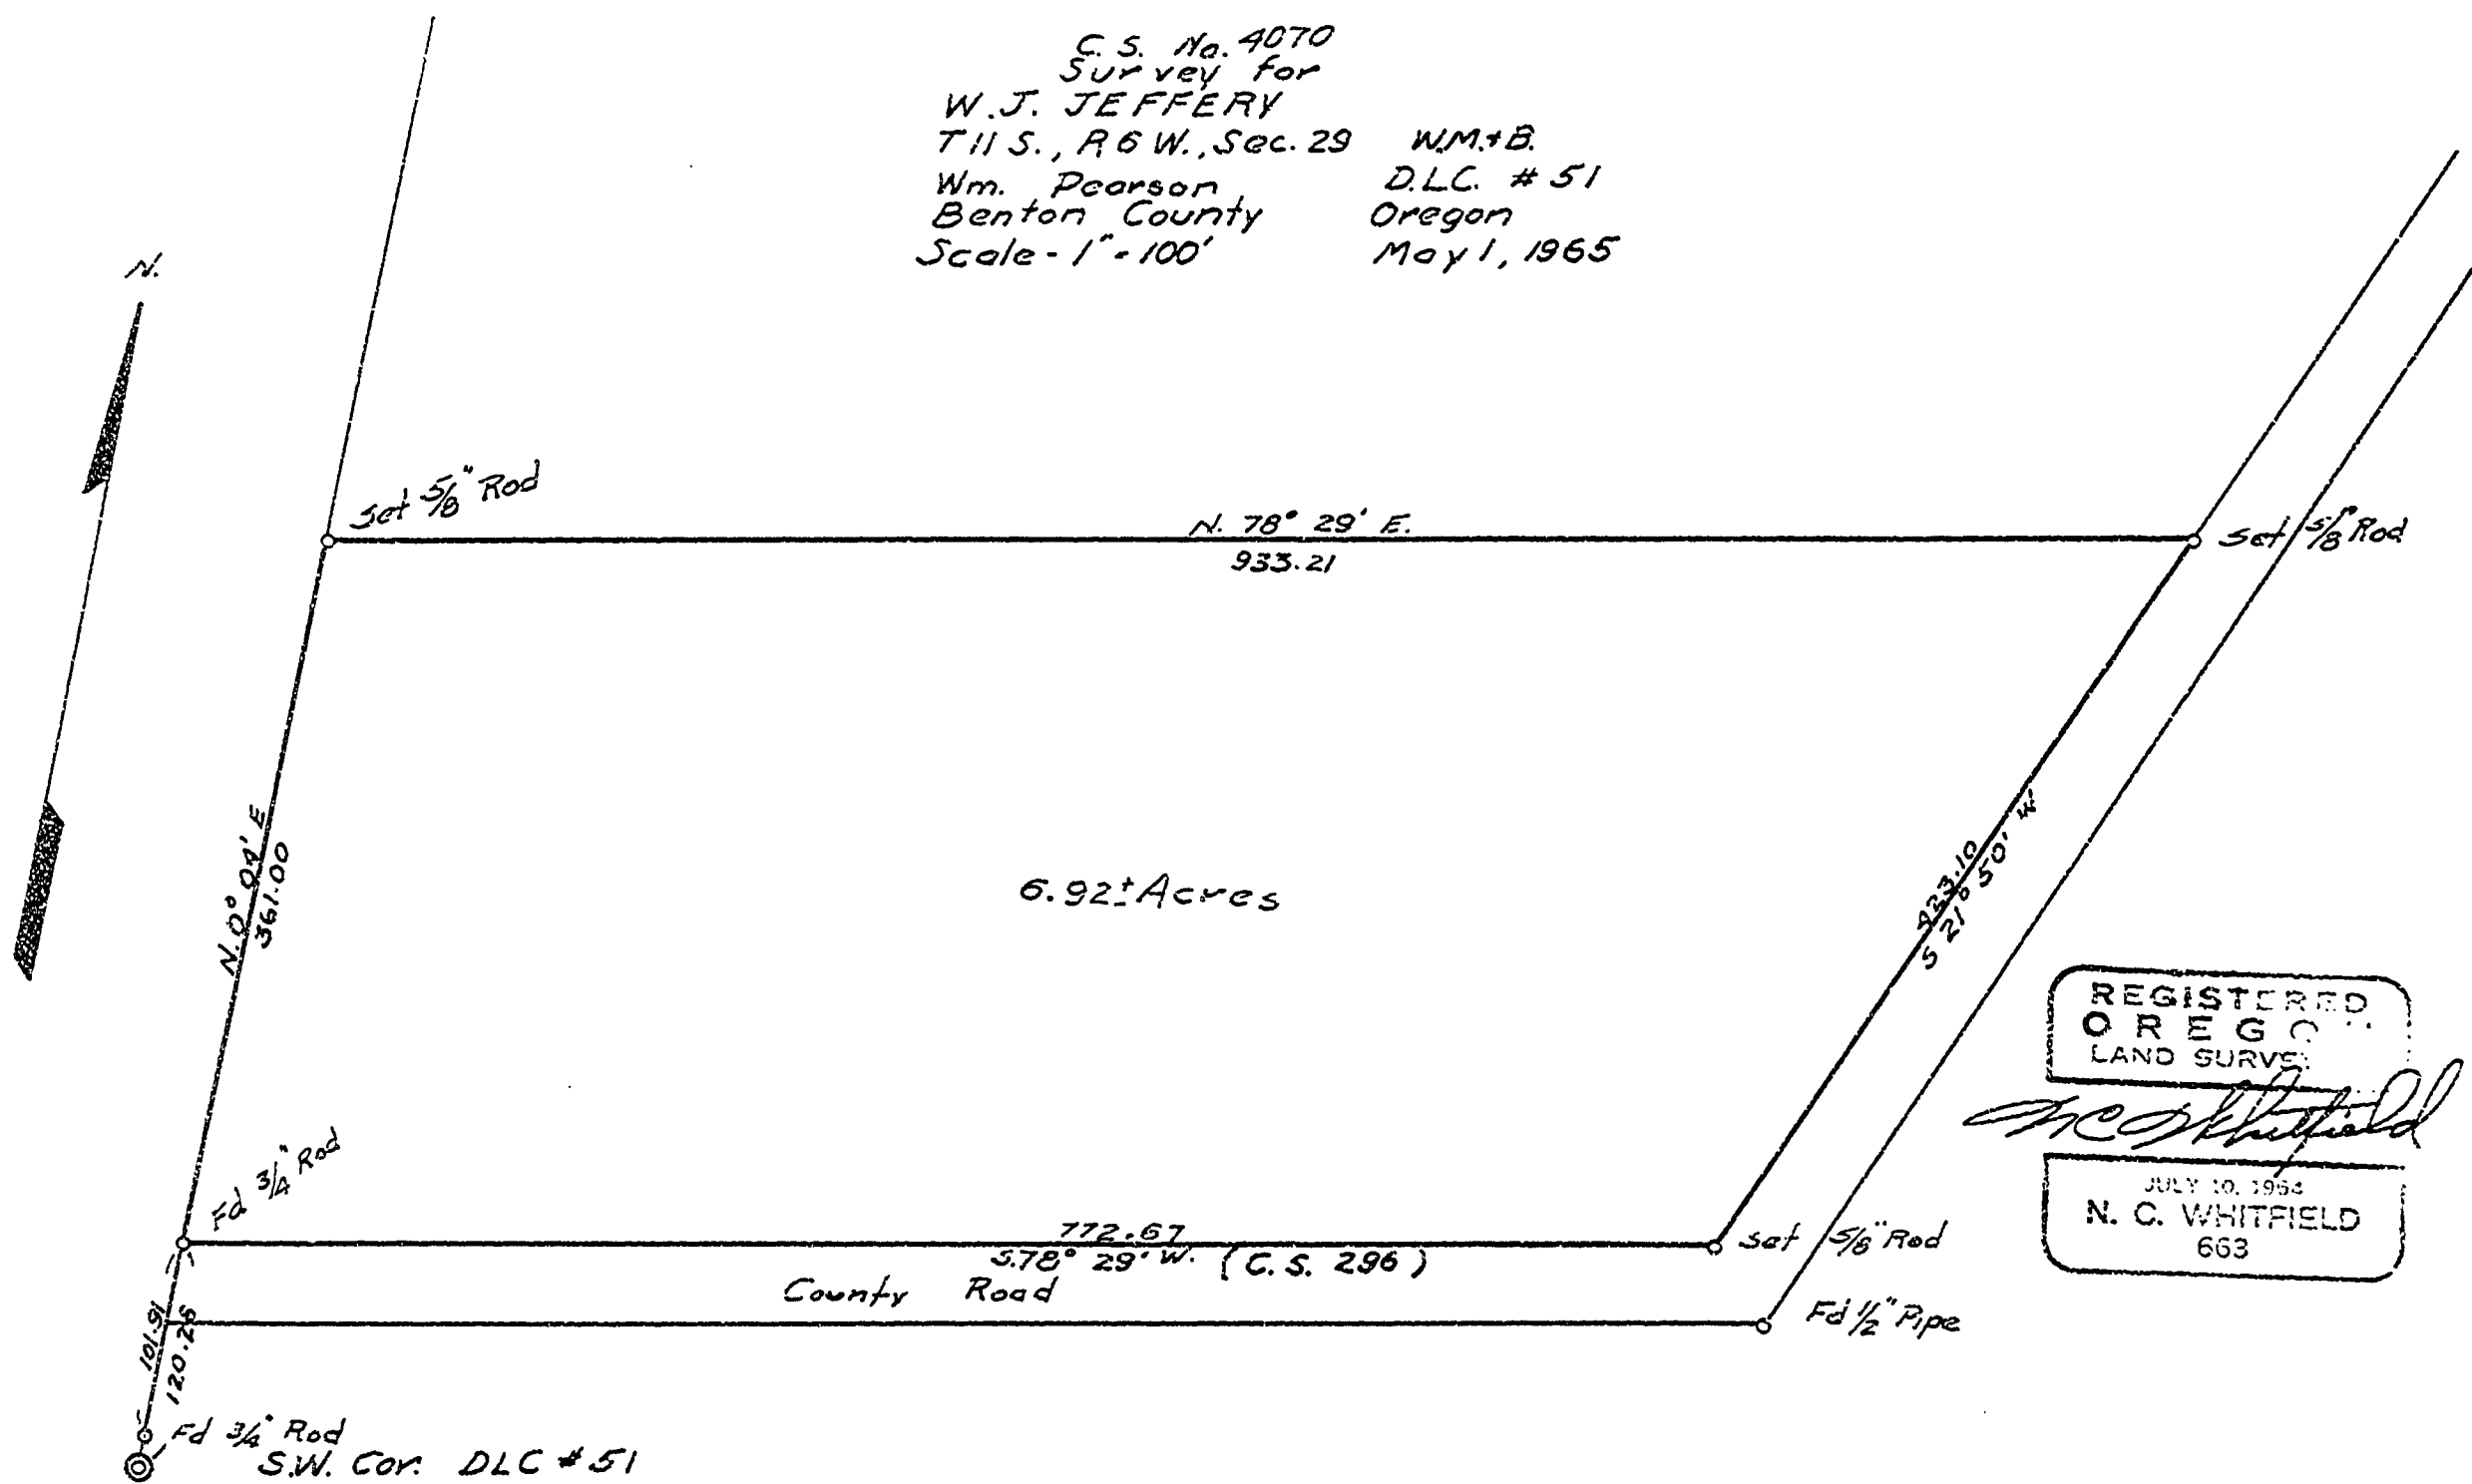 C. S. No. 4070
Survey for
W. J. JEFFERY
T 11 S., R 6 W., Sec. 29 W.M.+B.
Wm. Pearson, D.L.C. # 51
Benton County Oregon
Scale - 1" = 100' May 1, 1965
N.
Set 5/8" Rod
N. 78° 29' E.
933.21
Set 5/8" Rod
N. 0° 04' E
361.00
6.92± Acres
423.10
S 21° 50' W
REGISTERED
LAND
Fd 3/4" Rod
772.67
S. 78° 29' W. (C. S. 296)
Set 5/8" Rod
JULY 10, 1964
N. C. WHITFIELD
663
County Road
101.91
120.26
Fd 1/2" Pipe
Fd 3/4" Rod
S.W. Cor. DLC # 51